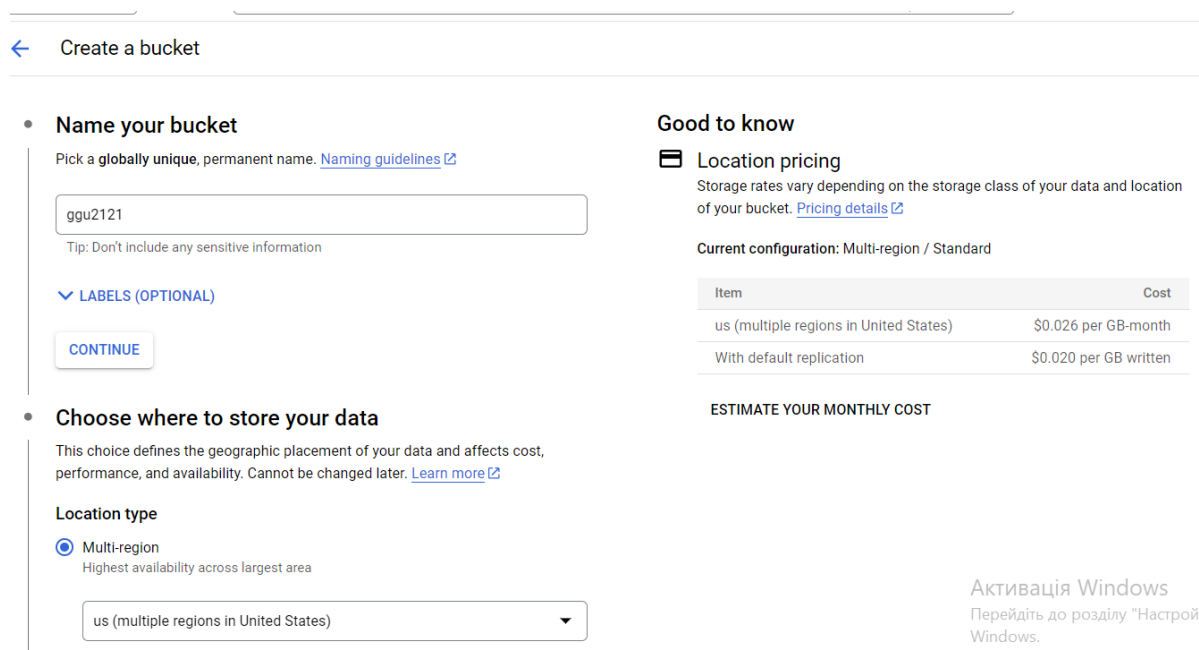 Create a bucket
Name your bucket
Pick a globally unique, permanent name. Naming guidelines
ggu2121
Tip: Don't include any sensitive information
LABELS (OPTIONAL)
CONTINUE
Choose where to store your data
This choice defines the geographic placement of your data and affects cost,
performance, and availability. Cannot be changed later. Learn more
Location type
Multi-region
Highest availability across largest area
us (multiple regions in United States)
Good to know
Location pricing
Storage rates vary depending on the storage class of your data and location
of your bucket. Pricing details
Current configuration: Multi-region / Standard
Item Cost
us (multiple regions in United States) $0.026 per GB-month
With default replication $0.020 per GB written
ESTIMATE YOUR MONTHLY COST
Активація Windows
Перейдіть до розділу "Настрой
Windows.